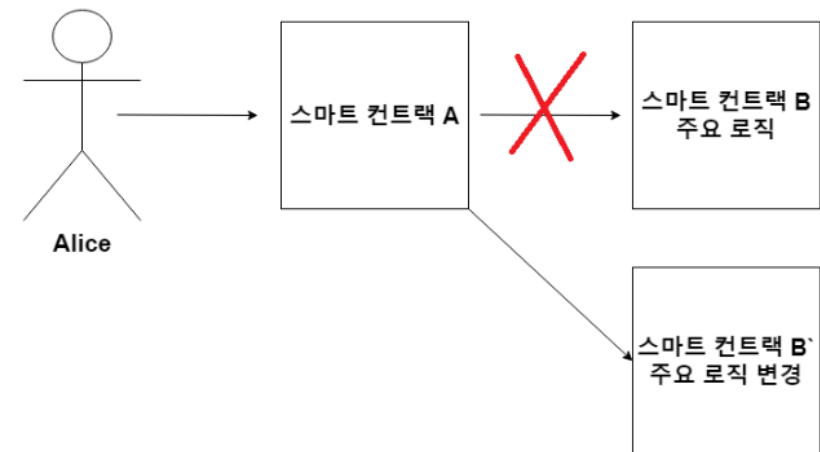 스마트 컨트랙 A
스마트 컨트랙 B
주요 로직
Alice
스마트 컨트랙 B`
주요 로직 변경